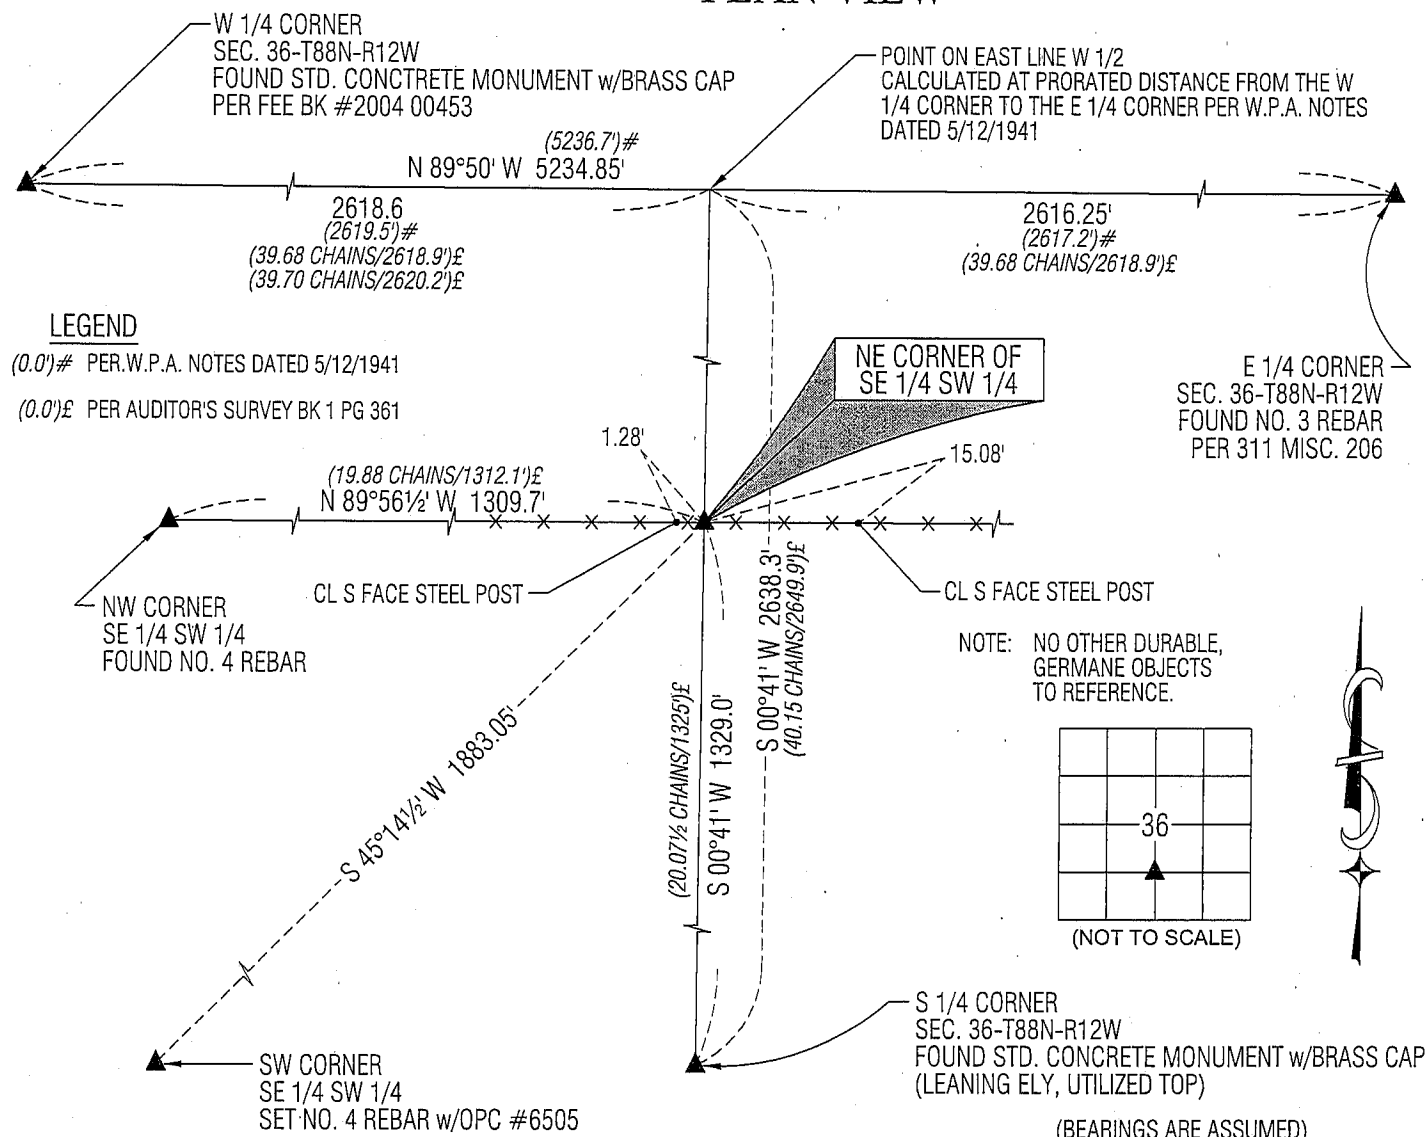 PLAN VIEW
W 1/4 CORNER
SEC. 36-T88N-R12W
FOUND STD. CONCTRETE MONUMENT w/BRASS CAP
PER FEE BK #2004 00453
POINT ON EAST LINE W 1/2
CALCULATED AT PRORATED DISTANCE FROM THE W
1/4 CORNER TO THE E 1/4 CORNER PER W.P.A. NOTES
DATED 5/12/1941
(5236.7')#
N 89°50' W 5234.85'
2618.6
(2619.5')#
(39.68 CHAINS/2618.9')£
(39.70 CHAINS/2620.2')£
2616.25'
(2617.2')#
(39.68 CHAINS/2618.9')£
LEGEND
(0.0')# PER.W.P.A. NOTES DATED 5/12/1941
(0.0')£ PER AUDITOR'S SURVEY BK 1 PG 361
NE CORNER OF
SE 1/4 SW 1/4
E 1/4 CORNER
SEC. 36-T88N-R12W
FOUND NO. 3 REBAR
PER 311 MISC. 206
1.28'
15.08'
(19.88 CHAINS/1312.1')£
N 89°56½' W 1309.7'
CL S FACE STEEL POST
CL S FACE STEEL POST
NW CORNER
SE 1/4 SW 1/4
FOUND NO. 4 REBAR
NOTE: NO OTHER DURABLE,
GERMANE OBJECTS
TO REFERENCE.
S 45°14½' W 1883.05'
(20.07½ CHAINS/1325')£
S 00°41' W 1329.0'
S 00°41' W 2638.3'
(40.15 CHAINS/2649.9')£
36
(NOT TO SCALE)
SW CORNER
SE 1/4 SW 1/4
SET NO. 4 REBAR w/OPC #6505
S 1/4 CORNER
SEC. 36-T88N-R12W
FOUND STD. CONCRETE MONUMENT w/BRASS CAP
(LEANING ELY, UTILIZED TOP)
(BEARINGS ARE ASSUMED)